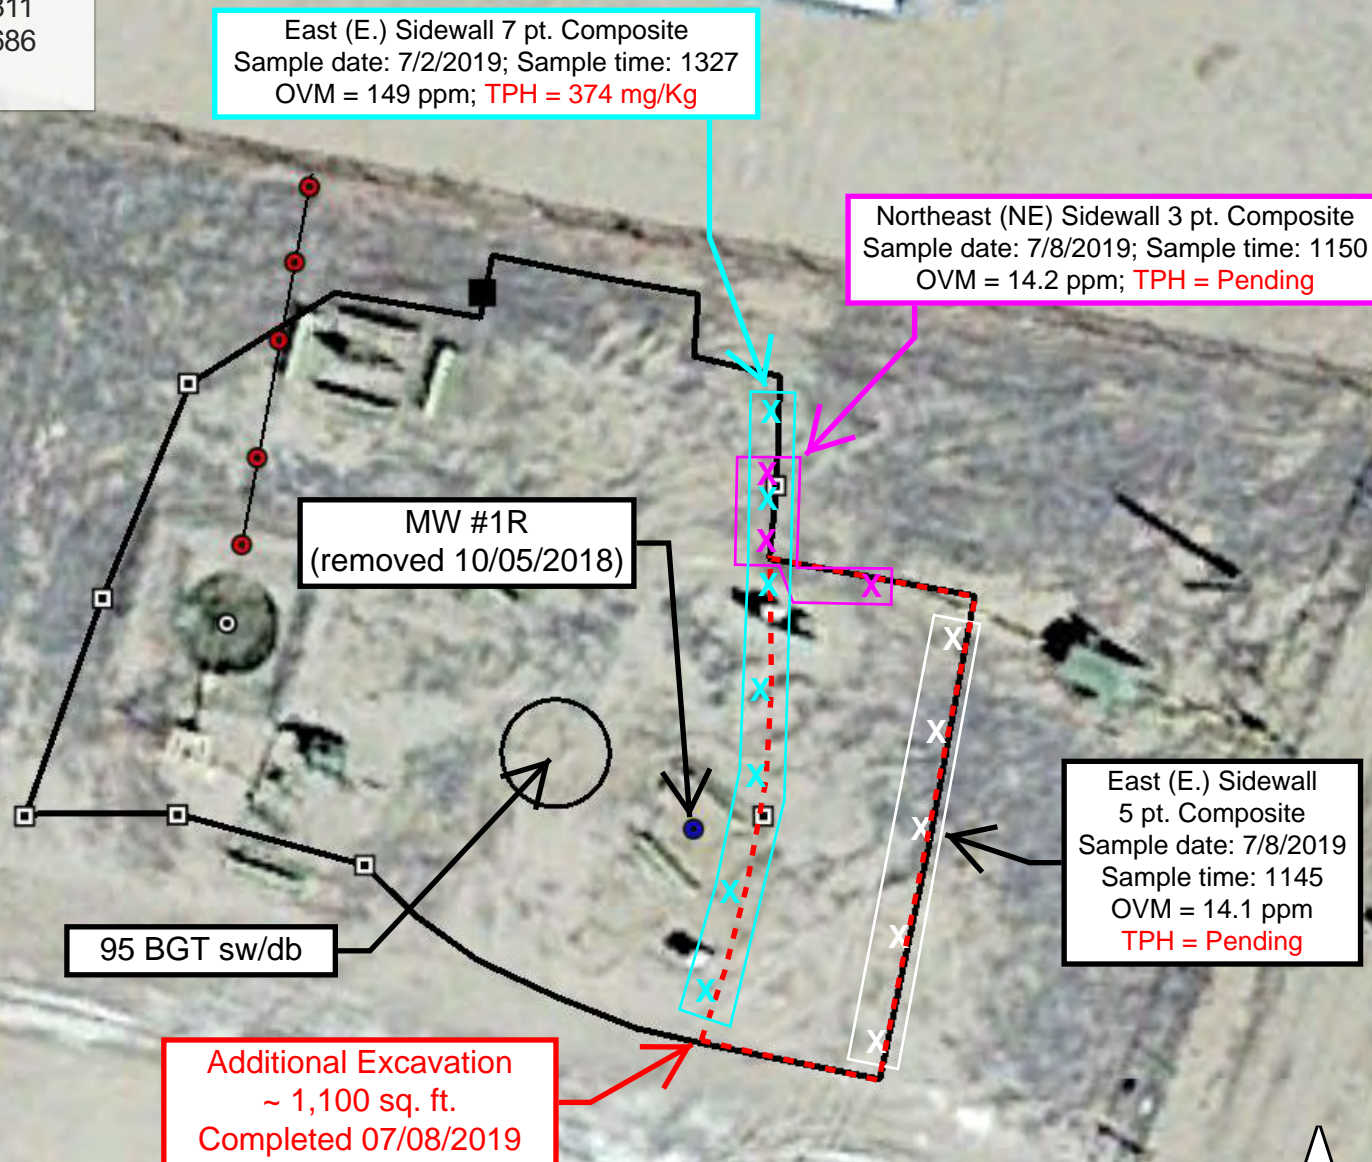 311
686
East (E.) Sidewall 7 pt. Composite
Sample date: 7/2/2019; Sample time: 1327
OVM = 149 ppm; TPH = 374 mg/Kg
Northeast (NE) Sidewall 3 pt. Composite
Sample date: 7/8/2019; Sample time: 1150
OVM = 14.2 ppm; TPH = Pending
X
X
X
X
X
X
MW #1R
(removed 10/05/2018)
X
X
X
X
X
X
X
X
X
East (E.) Sidewall
5 pt. Composite
Sample date: 7/8/2019
Sample time: 1145
OVM = 14.1 ppm
TPH = Pending
95 BGT sw/db
Additional Excavation
~ 1,100 sq. ft.
Completed 07/08/2019